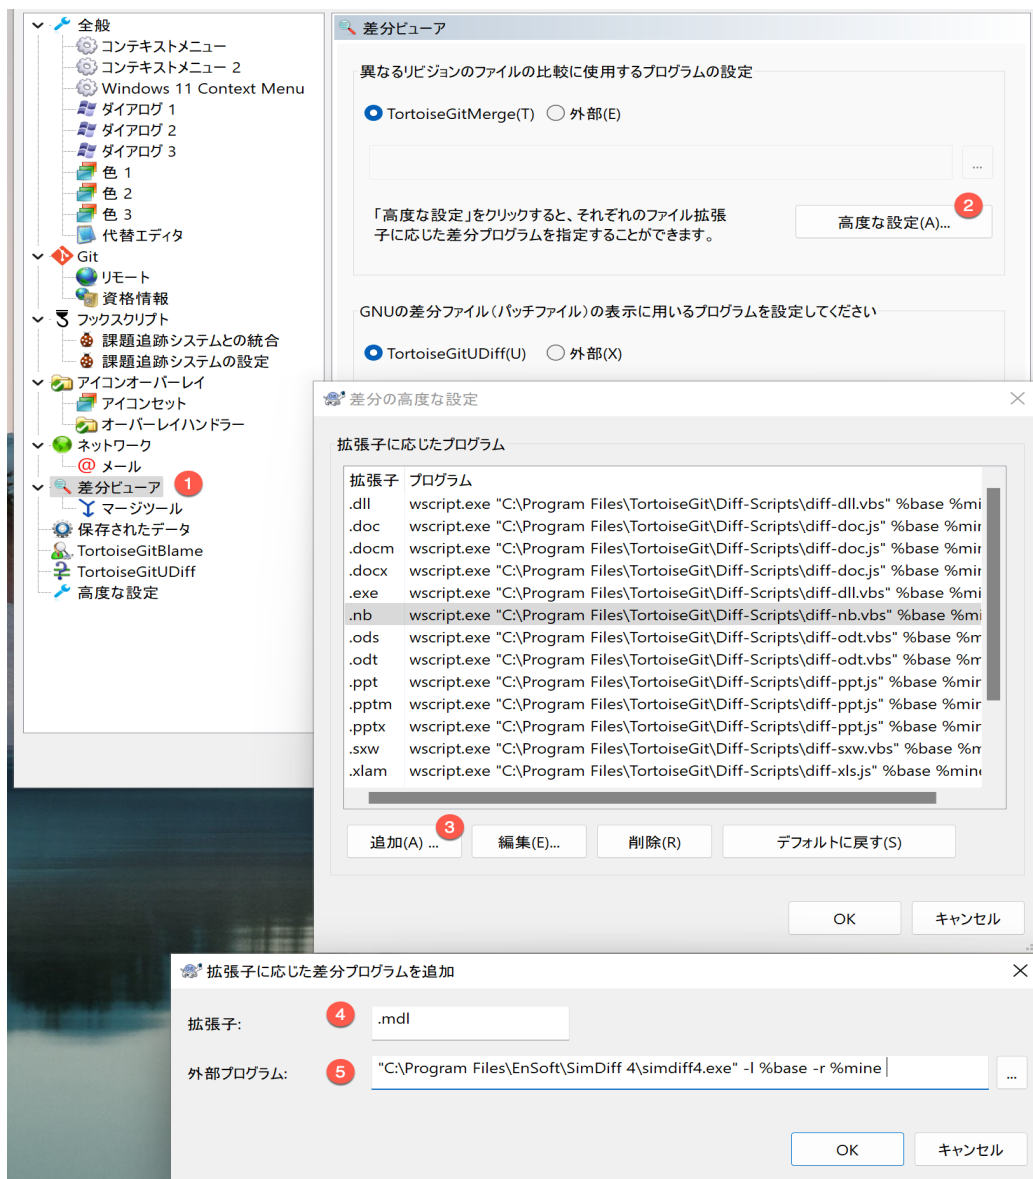 全般
コンテキストメニュー
コンテキストメニュー 2
Windows 11 Context Menu
ダイアログ 1
ダイアログ 2
ダイアログ 3
色 1
色 2
色 3
代替エディタ
Git
リモート
資格情報
フックスクリプト
課題追跡システムとの統合
課題追跡システムの設定
アイコンオーバーレイ
アイコンセット
オーバーレイハンドラー
ネットワーク
メール
差分ビューア 1
マージツール
保存されたデータ
TortoiseGitBlame
TortoiseGitUDiff
高度な設定
差分ビューア
異なるリビジョンのファイルの比較に使用するプログラムの設定
TortoiseGitMerge(T) 外部(E)
...
「高度な設定」をクリックすると、それぞれのファイル拡張
子に応じた差分プログラムを指定することができます。
2
高度な設定(A)...
GNUの差分ファイル(パッチファイル)の表示に用いるプログラムを設定してください
TortoiseGitUDiff(U) 外部(X)
差分の高度な設定
拡張子に応じたプログラム
拡張子 プログラム
.dll wscript.exe "C:\Program Files\TortoiseGit\Diff-Scripts\diff-dll.vbs" %base %mi
.doc wscript.exe "C:\Program Files\TortoiseGit\Diff-Scripts\diff-doc.js" %base %mir
.docm wscript.exe "C:\Program Files\TortoiseGit\Diff-Scripts\diff-doc.js" %base %mir
.docx wscript.exe "C:\Program Files\TortoiseGit\Diff-Scripts\diff-doc.js" %base %mir
.exe wscript.exe "C:\Program Files\TortoiseGit\Diff-Scripts\diff-dll.vbs" %base %mi
.nb wscript.exe "C:\Program Files\TortoiseGit\Diff-Scripts\diff-nb.vbs" %base %mi
.ods wscript.exe "C:\Program Files\TortoiseGit\Diff-Scripts\diff-odt.vbs" %base %m
.odt wscript.exe "C:\Program Files\TortoiseGit\Diff-Scripts\diff-odt.vbs" %base %m
.ppt wscript.exe "C:\Program Files\TortoiseGit\Diff-Scripts\diff-ppt.js" %base %mir
.pptm wscript.exe "C:\Program Files\TortoiseGit\Diff-Scripts\diff-ppt.js" %base %mir
.pptx wscript.exe "C:\Program Files\TortoiseGit\Diff-Scripts\diff-ppt.js" %base %mir
.sxw wscript.exe "C:\Program Files\TortoiseGit\Diff-Scripts\diff-sxw.vbs" %base %m
.xlam wscript.exe "C:\Program Files\TortoiseGit\Diff-Scripts\diff-xls.js" %base %mine
追加(A) ... 3 編集(E)... 削除(R) デフォルトに戻す(S)
OK キャンセル
拡張子に応じた差分プログラムを追加
拡張子: 4 .mdl
外部プログラム: 5 "C:\Program Files\EnSoft\SimDiff 4\simdiff4.exe" -l %base -r %mine ...
OK キャンセル